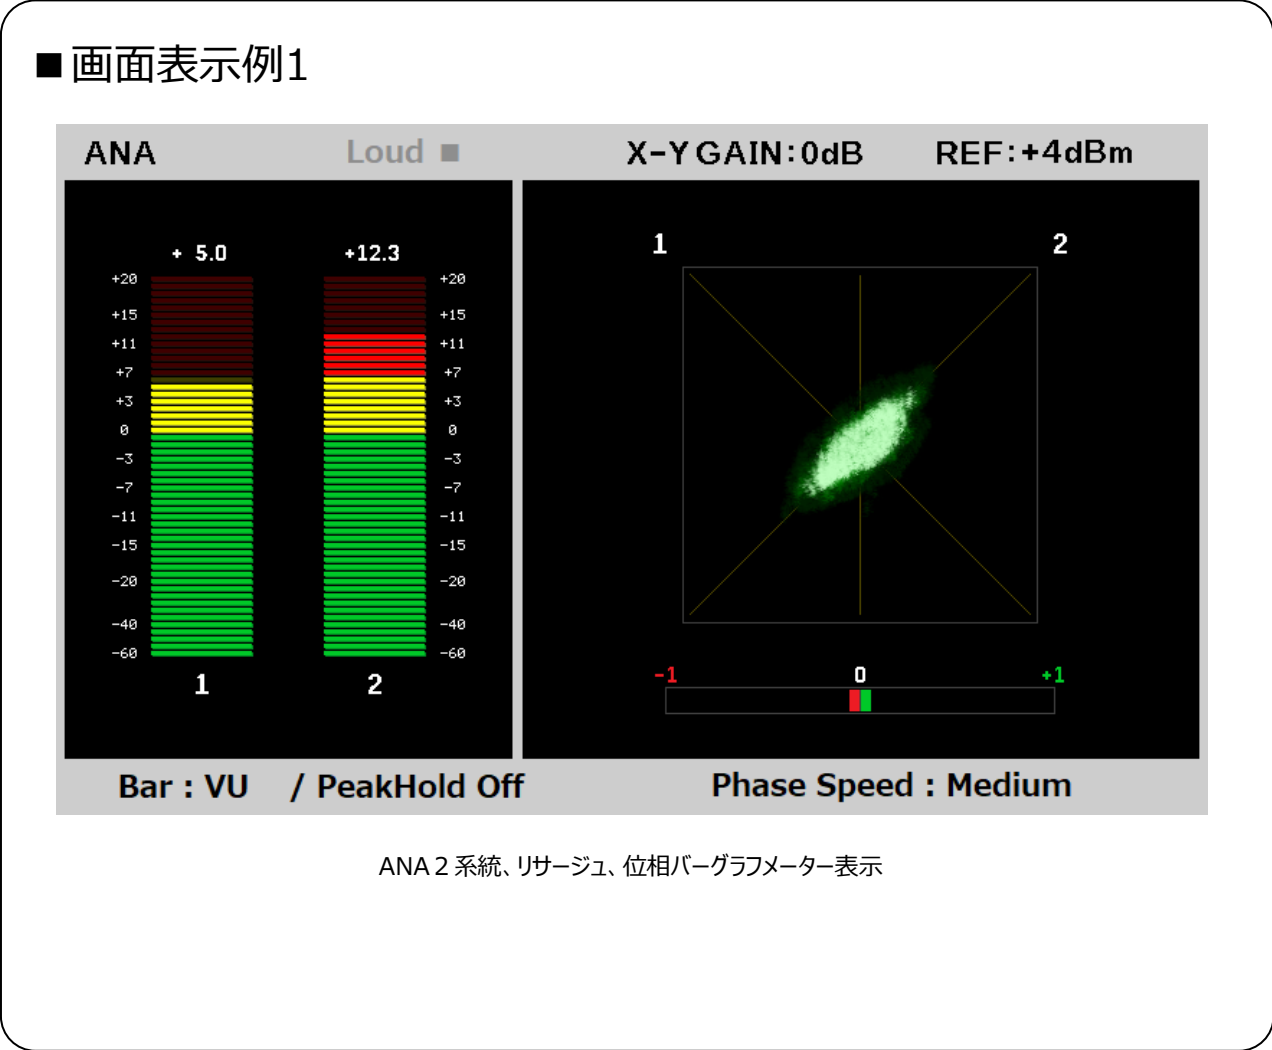 ■画面表示例1
ANA Loud ■ X-Y GAIN:0dB REF:+4dBm
+ 5.0 +12.3
1 2
+20 +20
+15 +15
+11 +11
+7 +7
+3 +3
0 0
-3 -3
-7 -7
-11 -11
-15 -15
-20 -20
-40 -40
-60 -60
1 2
-1 0 +1
Bar : VU / PeakHold Off Phase Speed : Medium
ANA２系統、リサージュ、位相バーグラフメーター表示